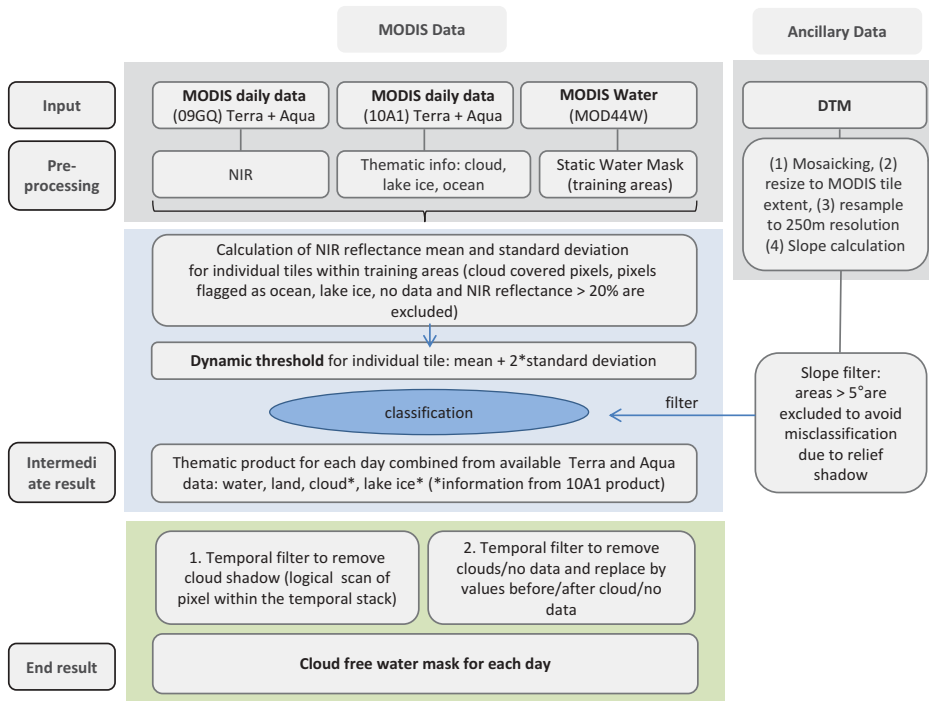 MODIS Data
Ancillary Data
Input
MODIS daily data
(09GQ) Terra + Aqua
MODIS daily data
(10A1) Terra + Aqua
MODIS Water
(MOD44W)
DTM
Pre-
processing
NIR
Thematic info: cloud,
lake ice, ocean
Static Water Mask
(training areas)
(1) Mosaicking, (2)
resize to MODIS tile
extent, (3) resample
to 250m resolution
(4) Slope calculation
Calculation of NIR reflectance mean and standard deviation
for individual tiles within training areas (cloud covered pixels, pixels
flagged as ocean, lake ice, no data and NIR reflectance > 20% are
excluded)
Dynamic threshold for individual tile: mean + 2*standard deviation
classification
filter
Slope filter:
areas > 5°are
excluded to avoid
misclassification
due to relief
shadow
Intermedi
ate result
Thematic product for each day combined from available Terra and Aqua
data: water, land, cloud*, lake ice* (*information from 10A1 product)
1. Temporal filter to remove
cloud shadow (logical scan of
pixel within the temporal stack)
2. Temporal filter to remove
clouds/no data and replace by
values before/after cloud/no
data
End result
Cloud free water mask for each day